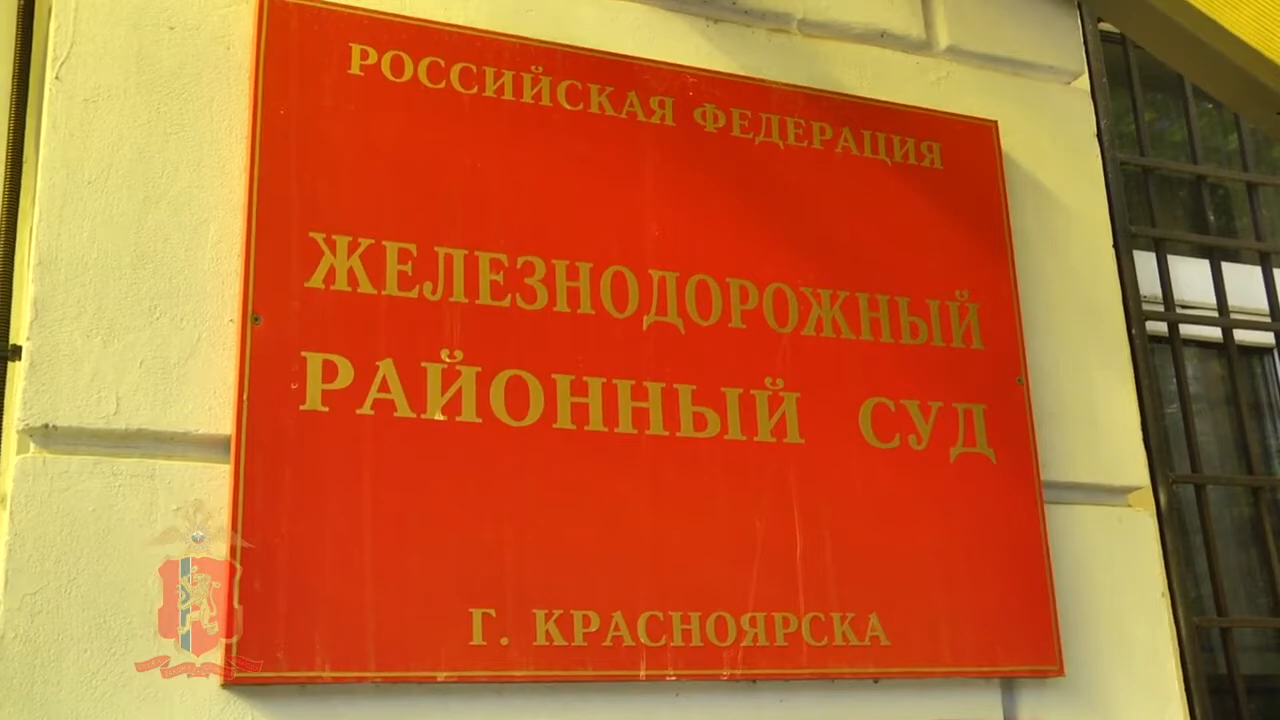 РОССИЙСКАЯ ФЕДЕРАЦИЯ
ЖЕЛЕЗНОДОРОЖНЫЙ
РАЙОННЫЙ СУД
Г. КРАСНОЯРСКА